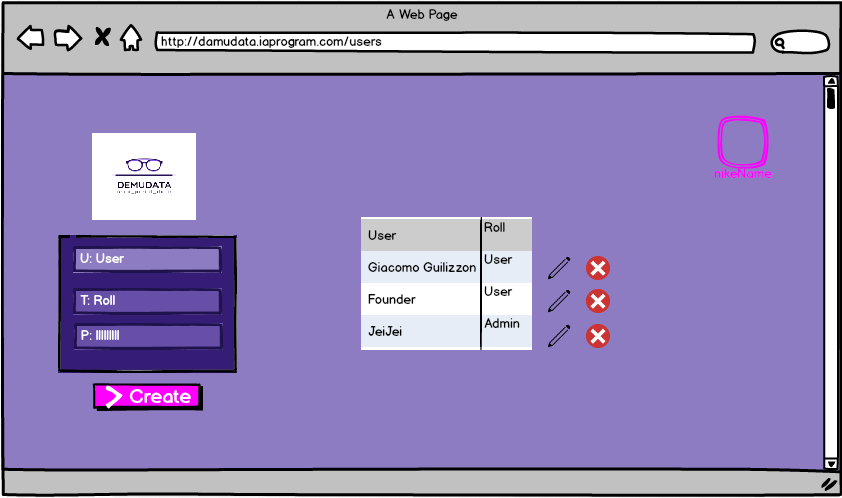 A Web Page
http://damudata.iaprogram.com/users
nikeName
DEMUDATA
U: User
T: Roll
P: llllllllll
Create
User Roll
Giacomo Guilizzon User
Founder User
JeiJei Admin